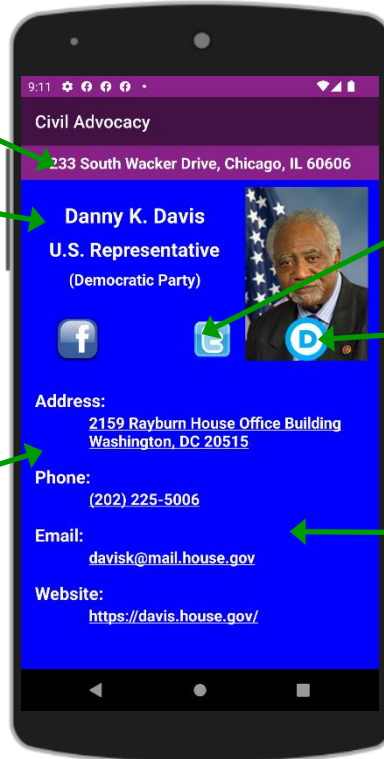 9:11
Civil Advocacy
233 South Wacker Drive, Chicago, IL 60606
Danny K. Davis
U.S. Representative
(Democratic Party)
f
t
D
Address:
2159 Rayburn House Office Building
Washington, DC 20515
Phone:
(202) 225-5006
Email:
davisk@mail.house.gov
Website:
https://davis.house.gov/